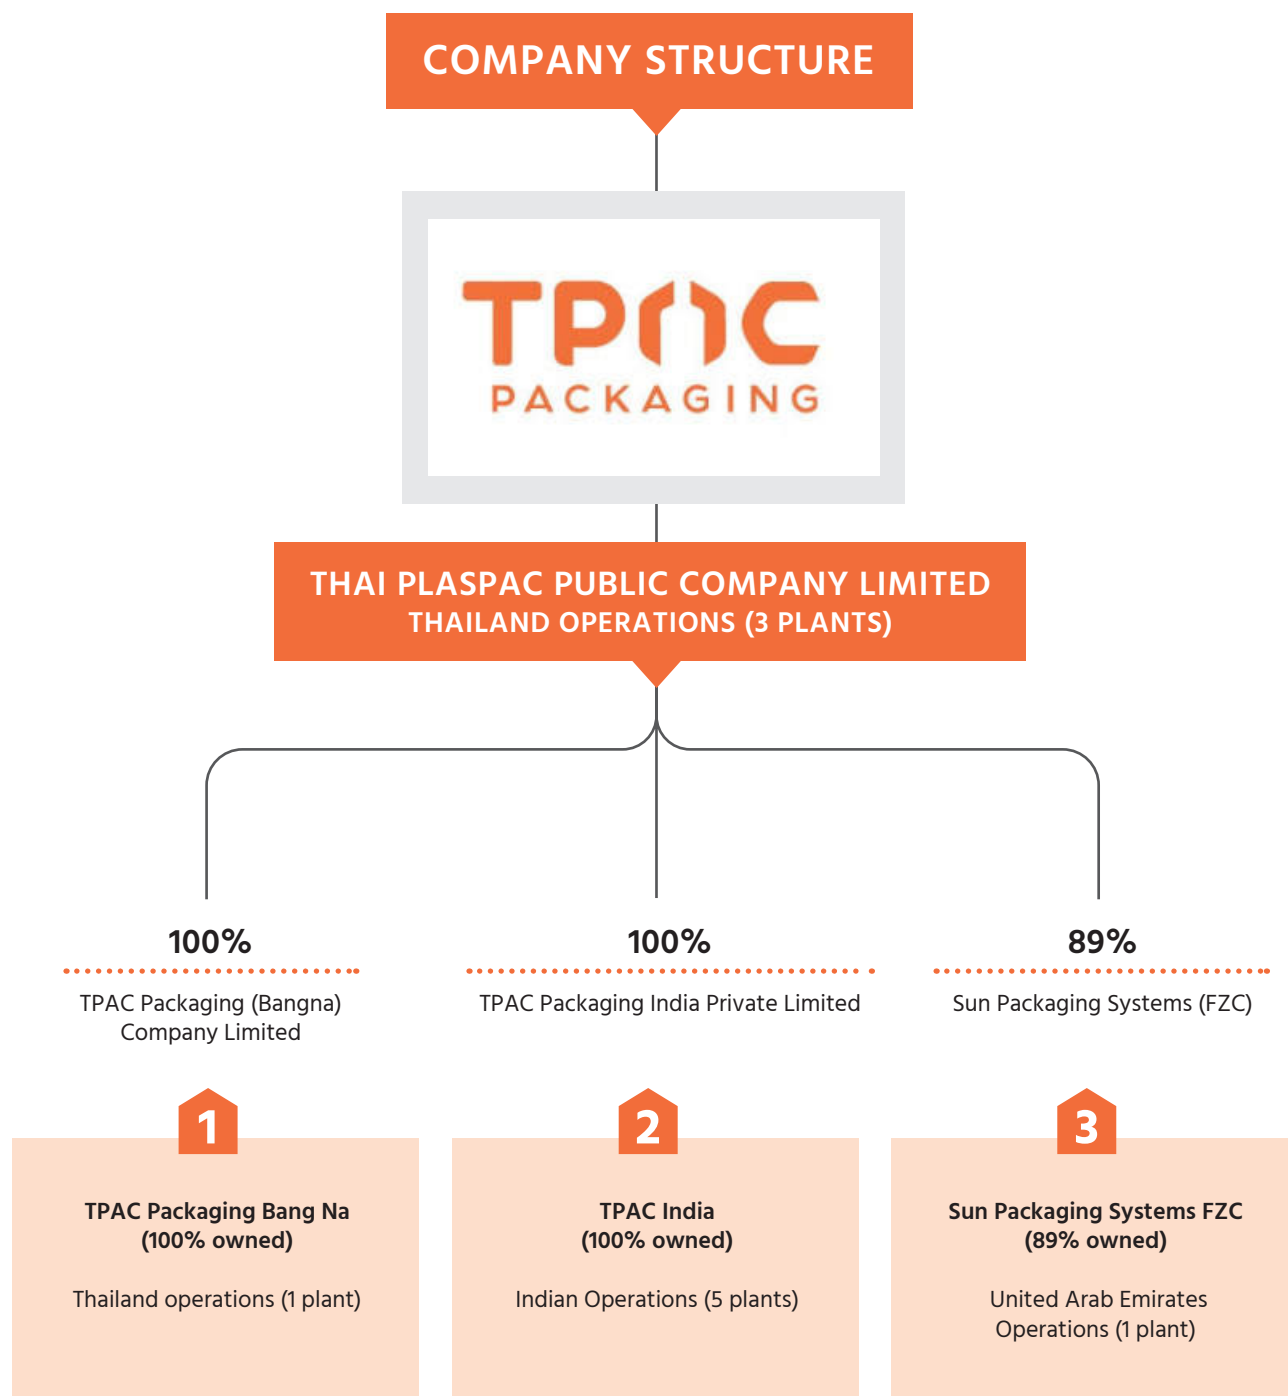 COMPANY STRUCTURE
TPAC
PACKAGING
THAI PLASPAC PUBLIC COMPANY LIMITED
THAILAND OPERATIONS (3 PLANTS)
100%
TPAC Packaging (Bangna)
Company Limited
100%
TPAC Packaging India Private Limited
89%
Sun Packaging Systems (FZC)
1
TPAC Packaging Bang Na
(100% owned)
Thailand operations (1 plant)
2
TPAC India
(100% owned)
Indian Operations (5 plants)
3
Sun Packaging Systems FZC
(89% owned)
United Arab Emirates
Operations (1 plant)